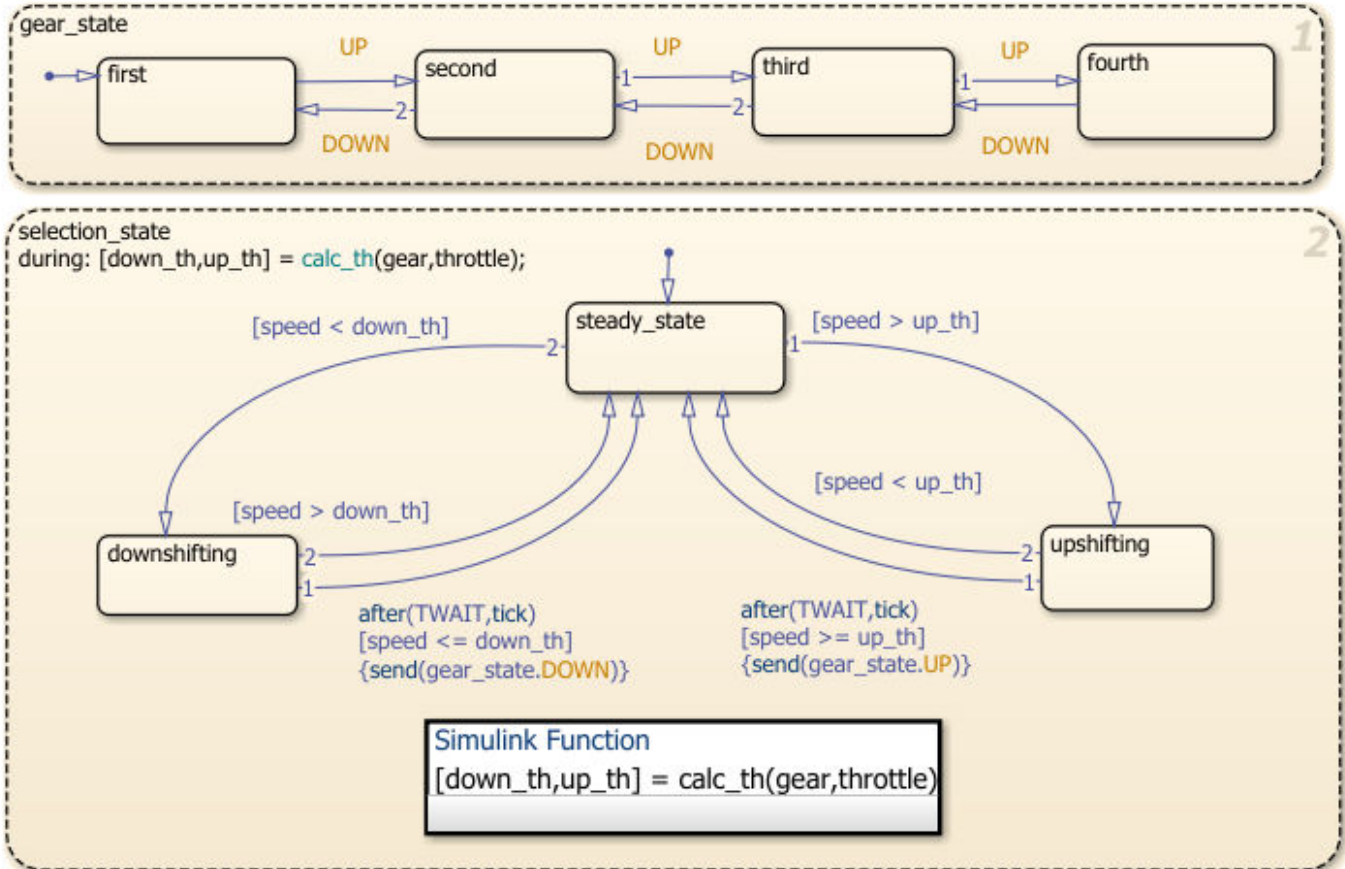 gear_state
1
UP
UP
UP
first
second
third
fourth
1
1
2
2
DOWN
DOWN
DOWN
selection_state
2
during: [down_th,up_th] = calc_th(gear,throttle);
[speed < down_th]
steady_state
[speed > up_th]
2
1
[speed > down_th]
[speed < up_th]
downshifting
2
1
2
1
upshifting
after(TWAIT,tick)
[speed <= down_th]
{send(gear_state.DOWN)}
after(TWAIT,tick)
[speed >= up_th]
{send(gear_state.UP)}
Simulink Function
[down_th,up_th] = calc_th(gear,throttle)